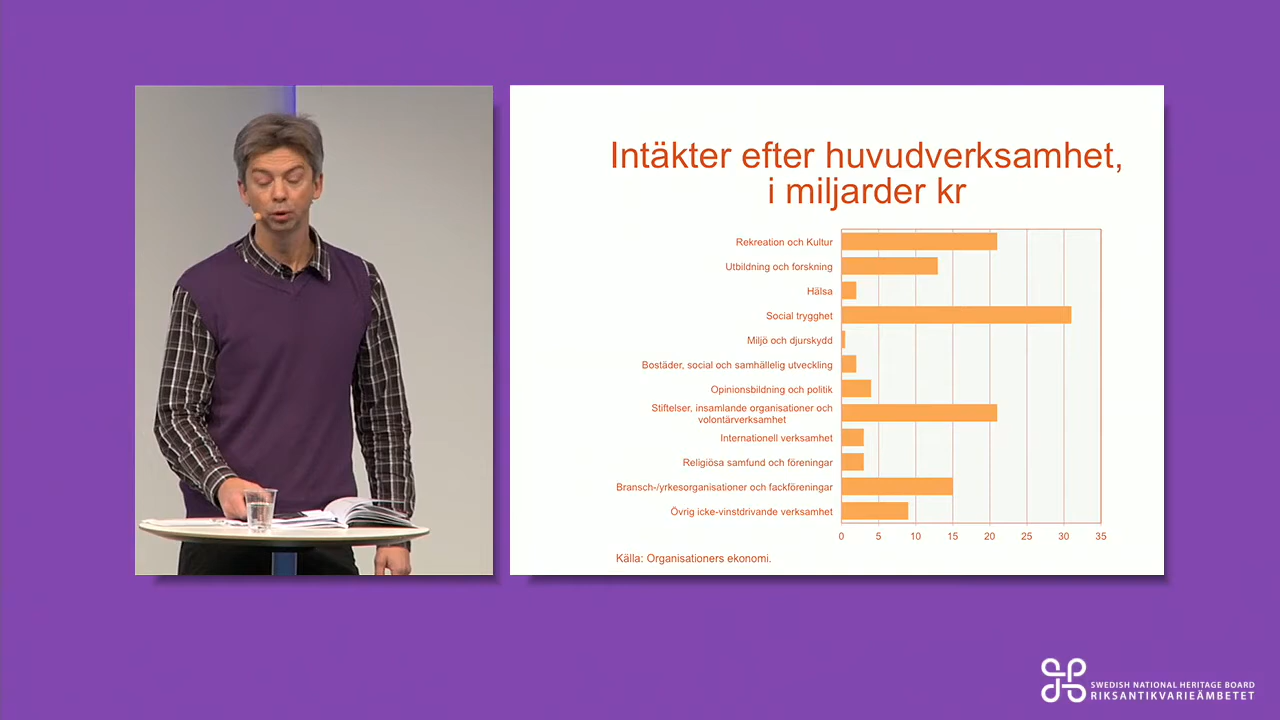 Intäkter efter huvudverksamhet,
i miljarder kr
Rekreation och Kultur
Utbildning och forskning
Hälsa
Social trygghet
Miljö och djurskydd
Bostäder, social och samhällelig utveckling
Opinionsbildning och politik
Stiftelser, insamlande organisationer och
volontärverksamhet
Internationell verksamhet
Religiösa samfund och föreningar
Bransch-/yrkesorganisationer och fackföreningar
Övrig icke-vinstdrivande verksamhet
0 5 10 15 20 25 30 35
Källa: Organisationers ekonomi.
SWEDISH NATIONAL HERITAGE BOARD
RIKSANTIKVARIEÄMBETET